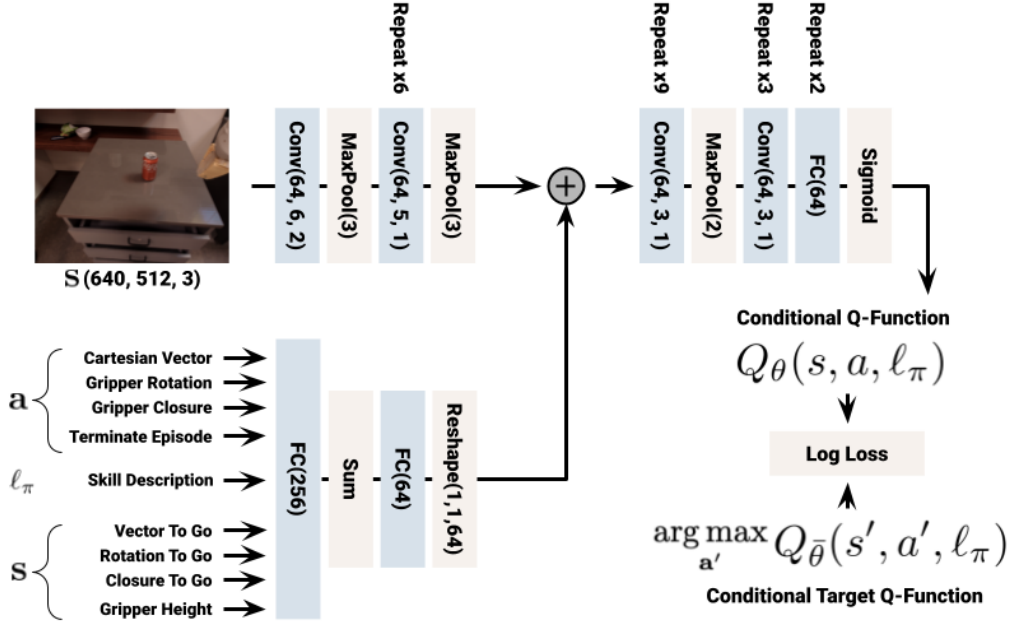 Repeat x6
Repeat x9
Repeat x3
Repeat x2
Conv(64, 6, 2)
MaxPool(3)
Conv(64, 5, 1)
MaxPool(3)
+
Conv(64, 3, 1)
MaxPool(2)
Conv(64, 3, 1)
FC(64)
Sigmoid
S (640, 512, 3)
a
Cartesian Vector
Gripper Rotation
Gripper Closure
Terminate Episode
ℓπ
Skill Description
s
Vector To Go
Rotation To Go
Closure To Go
Gripper Height
FC(256)
Sum
FC(64)
Reshape(1,1,64)
Conditional Q-Function
Qθ(s, a, ℓπ)
Log Loss
arg max Qθ̄(s′, a′, ℓπ)
a′
Conditional Target Q-Function